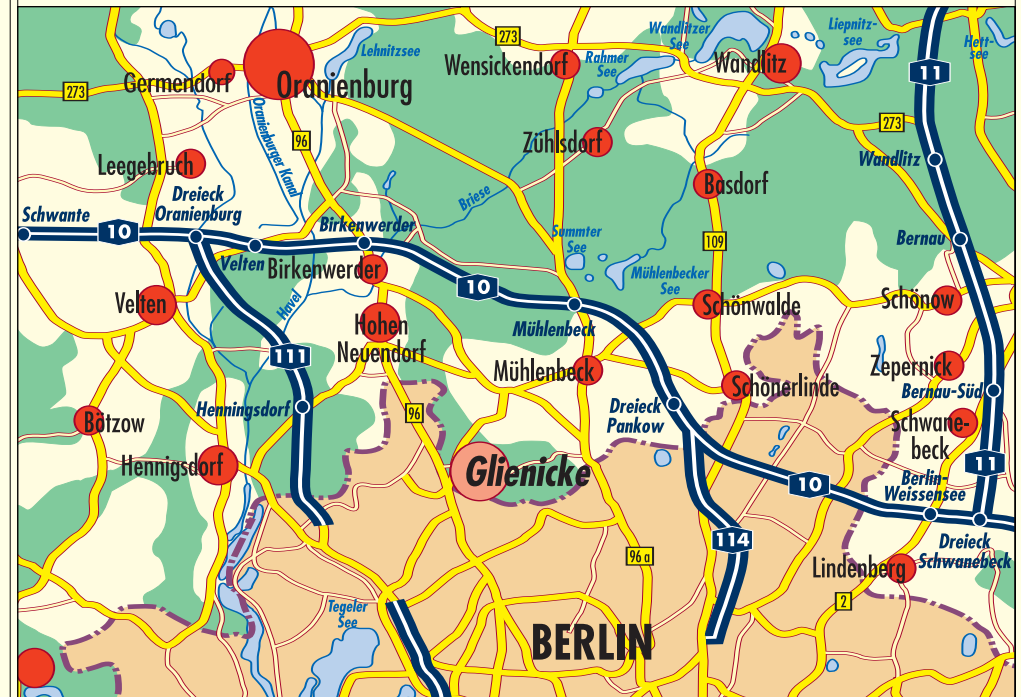 273
Wandlitzer
See
Liepnitz-
see
Hett-
see
Lehnitzsee
Wensickendorf
Rahmer
See
Wandlitz
11
Germendorf
Oranienburg
273
Oranienburger Kanal
96
273
Zühlsdorf
Wandlitz
Leegebruch
Basdorf
Dreieck
Oranienburg
Briese
Schwante
10
Birkenwerder
Summter
See
109
Bernau
Velten
Birkenwerder
Mühlenbecker
See
10
Havel
Velten
Schönwalde
Schönow
Hohen
Neuendorf
Mühlenbeck
111
Mühlenbeck
Zepernick
Schönerlinde
Bernau-Süd
Henningsdorf
96
Dreieck
Pankow
Bötzow
Schwane-
beck
Hennigsdorf
Glienicke
11
10
Berlin-
Weissensee
114
Dreieck
Schwanebeck
96 a
Lindenberg
2
Tegeler
See
BERLIN